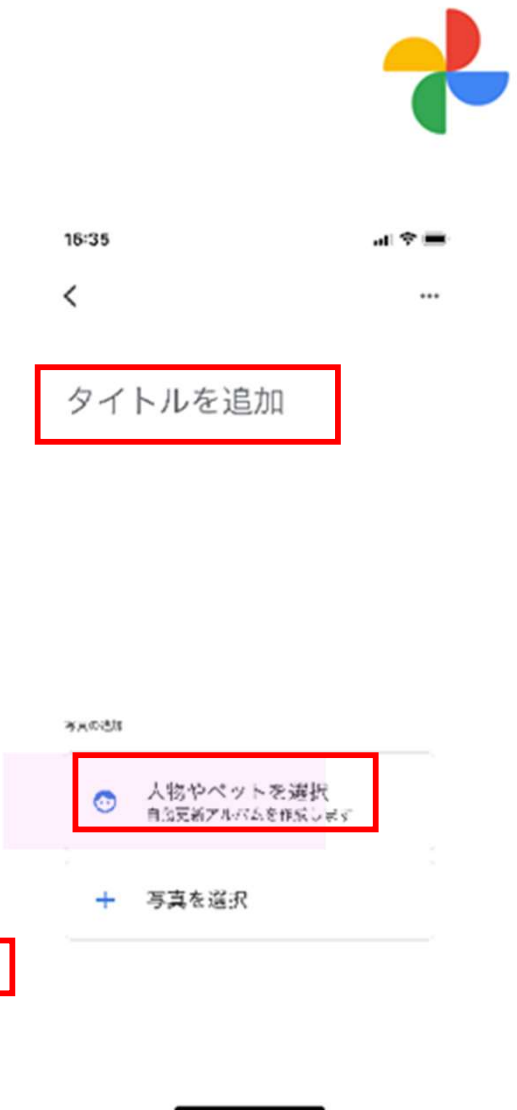 16:35
タイトルを追加
写真の追加
人物やペットを選択
自動更新アルバムを作成します
写真を選択